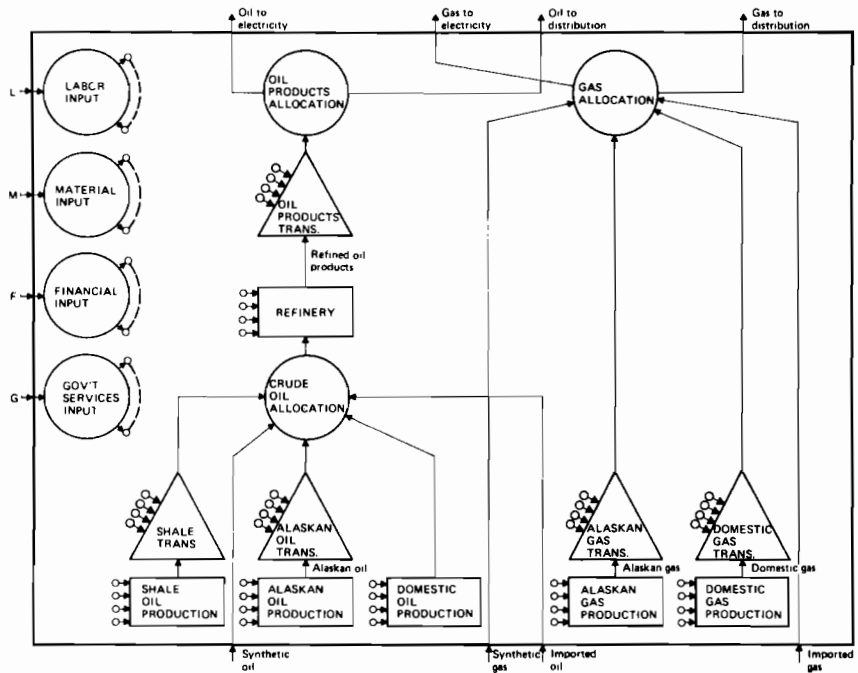 Oil to
electricity
Gas to
electricity
Oil to
distribution
Gas to
distribution
L
LABCR
INPUT
OIL
PRODUCTS
ALLOCATION
GAS
ALLOCATION
M
MATERIAL
INPUT
OIL
PRODUCTS
TRANS.
Refined oil
products
F
FINANCIAL
INPUT
REFINERY
G
GOV'T
SERVICES
INPUT
CRUDE
OIL
ALLOCATION
SHALE
TRANS
ALASKAN
OIL
TRANS.
ALASKAN
GAS
TRANS.
DOMESTIC
GAS
TRANS.
Alaskan oil
Alaskan gas
Domestic gas
SHALE
OIL
PRODUCTION
ALASKAN
OIL
PRODUCTION
DOMESTIC
OIL
PRODUCTION
ALASKAN
GAS
PRODUCTION
DOMESTIC
GAS
PRODUCTION
Synthetic
oil
Synthetic
gas
Imported
oil
Imported
gas